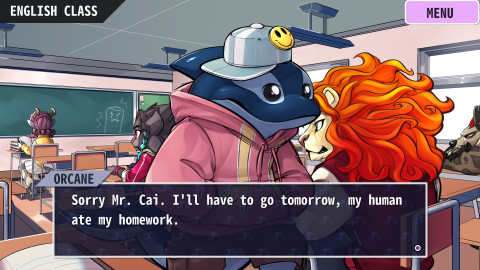 ENGLISH CLASS
MENU
ORCANE
Sorry Mr. Cai. I'll have to go tomorrow, my human
ate my homework.